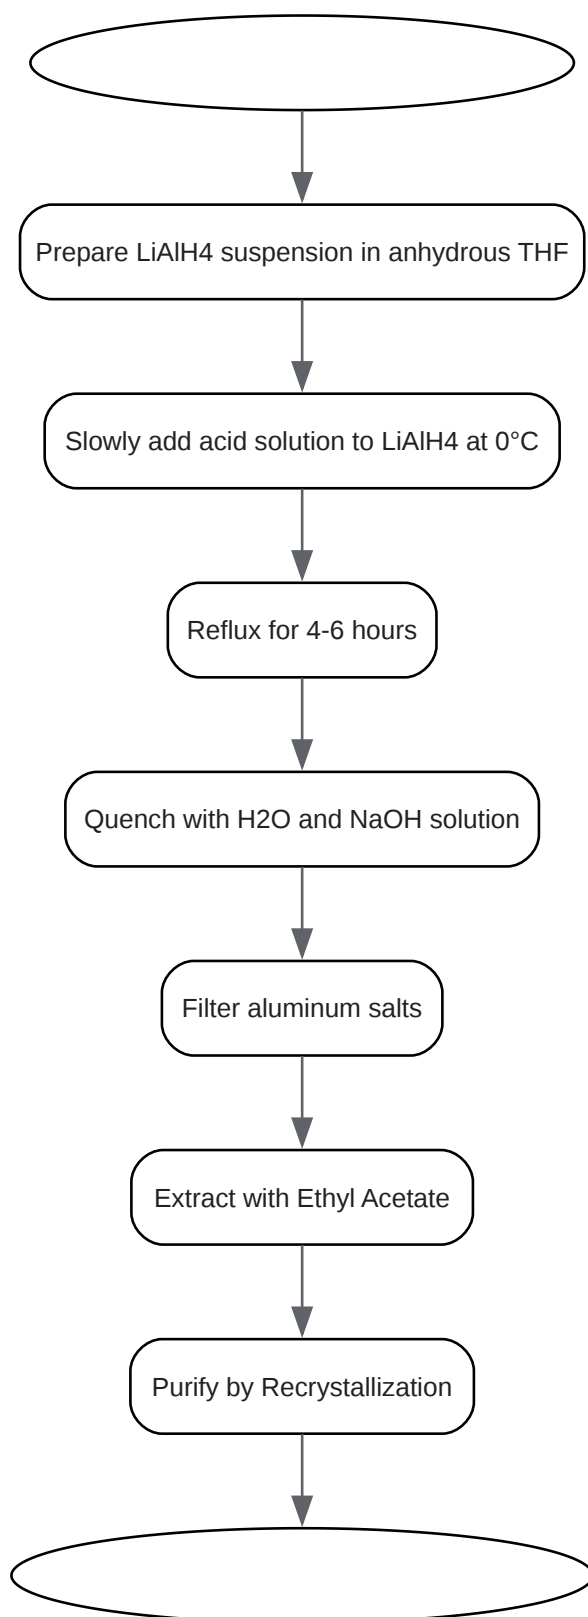 Prepare LiAlH4 suspension in anhydrous THF
Slowly add acid solution to LiAlH4 at 0°C
Reflux for 4-6 hours
Quench with H2O and NaOH solution
Filter aluminum salts
Extract with Ethyl Acetate
Purify by Recrystallization